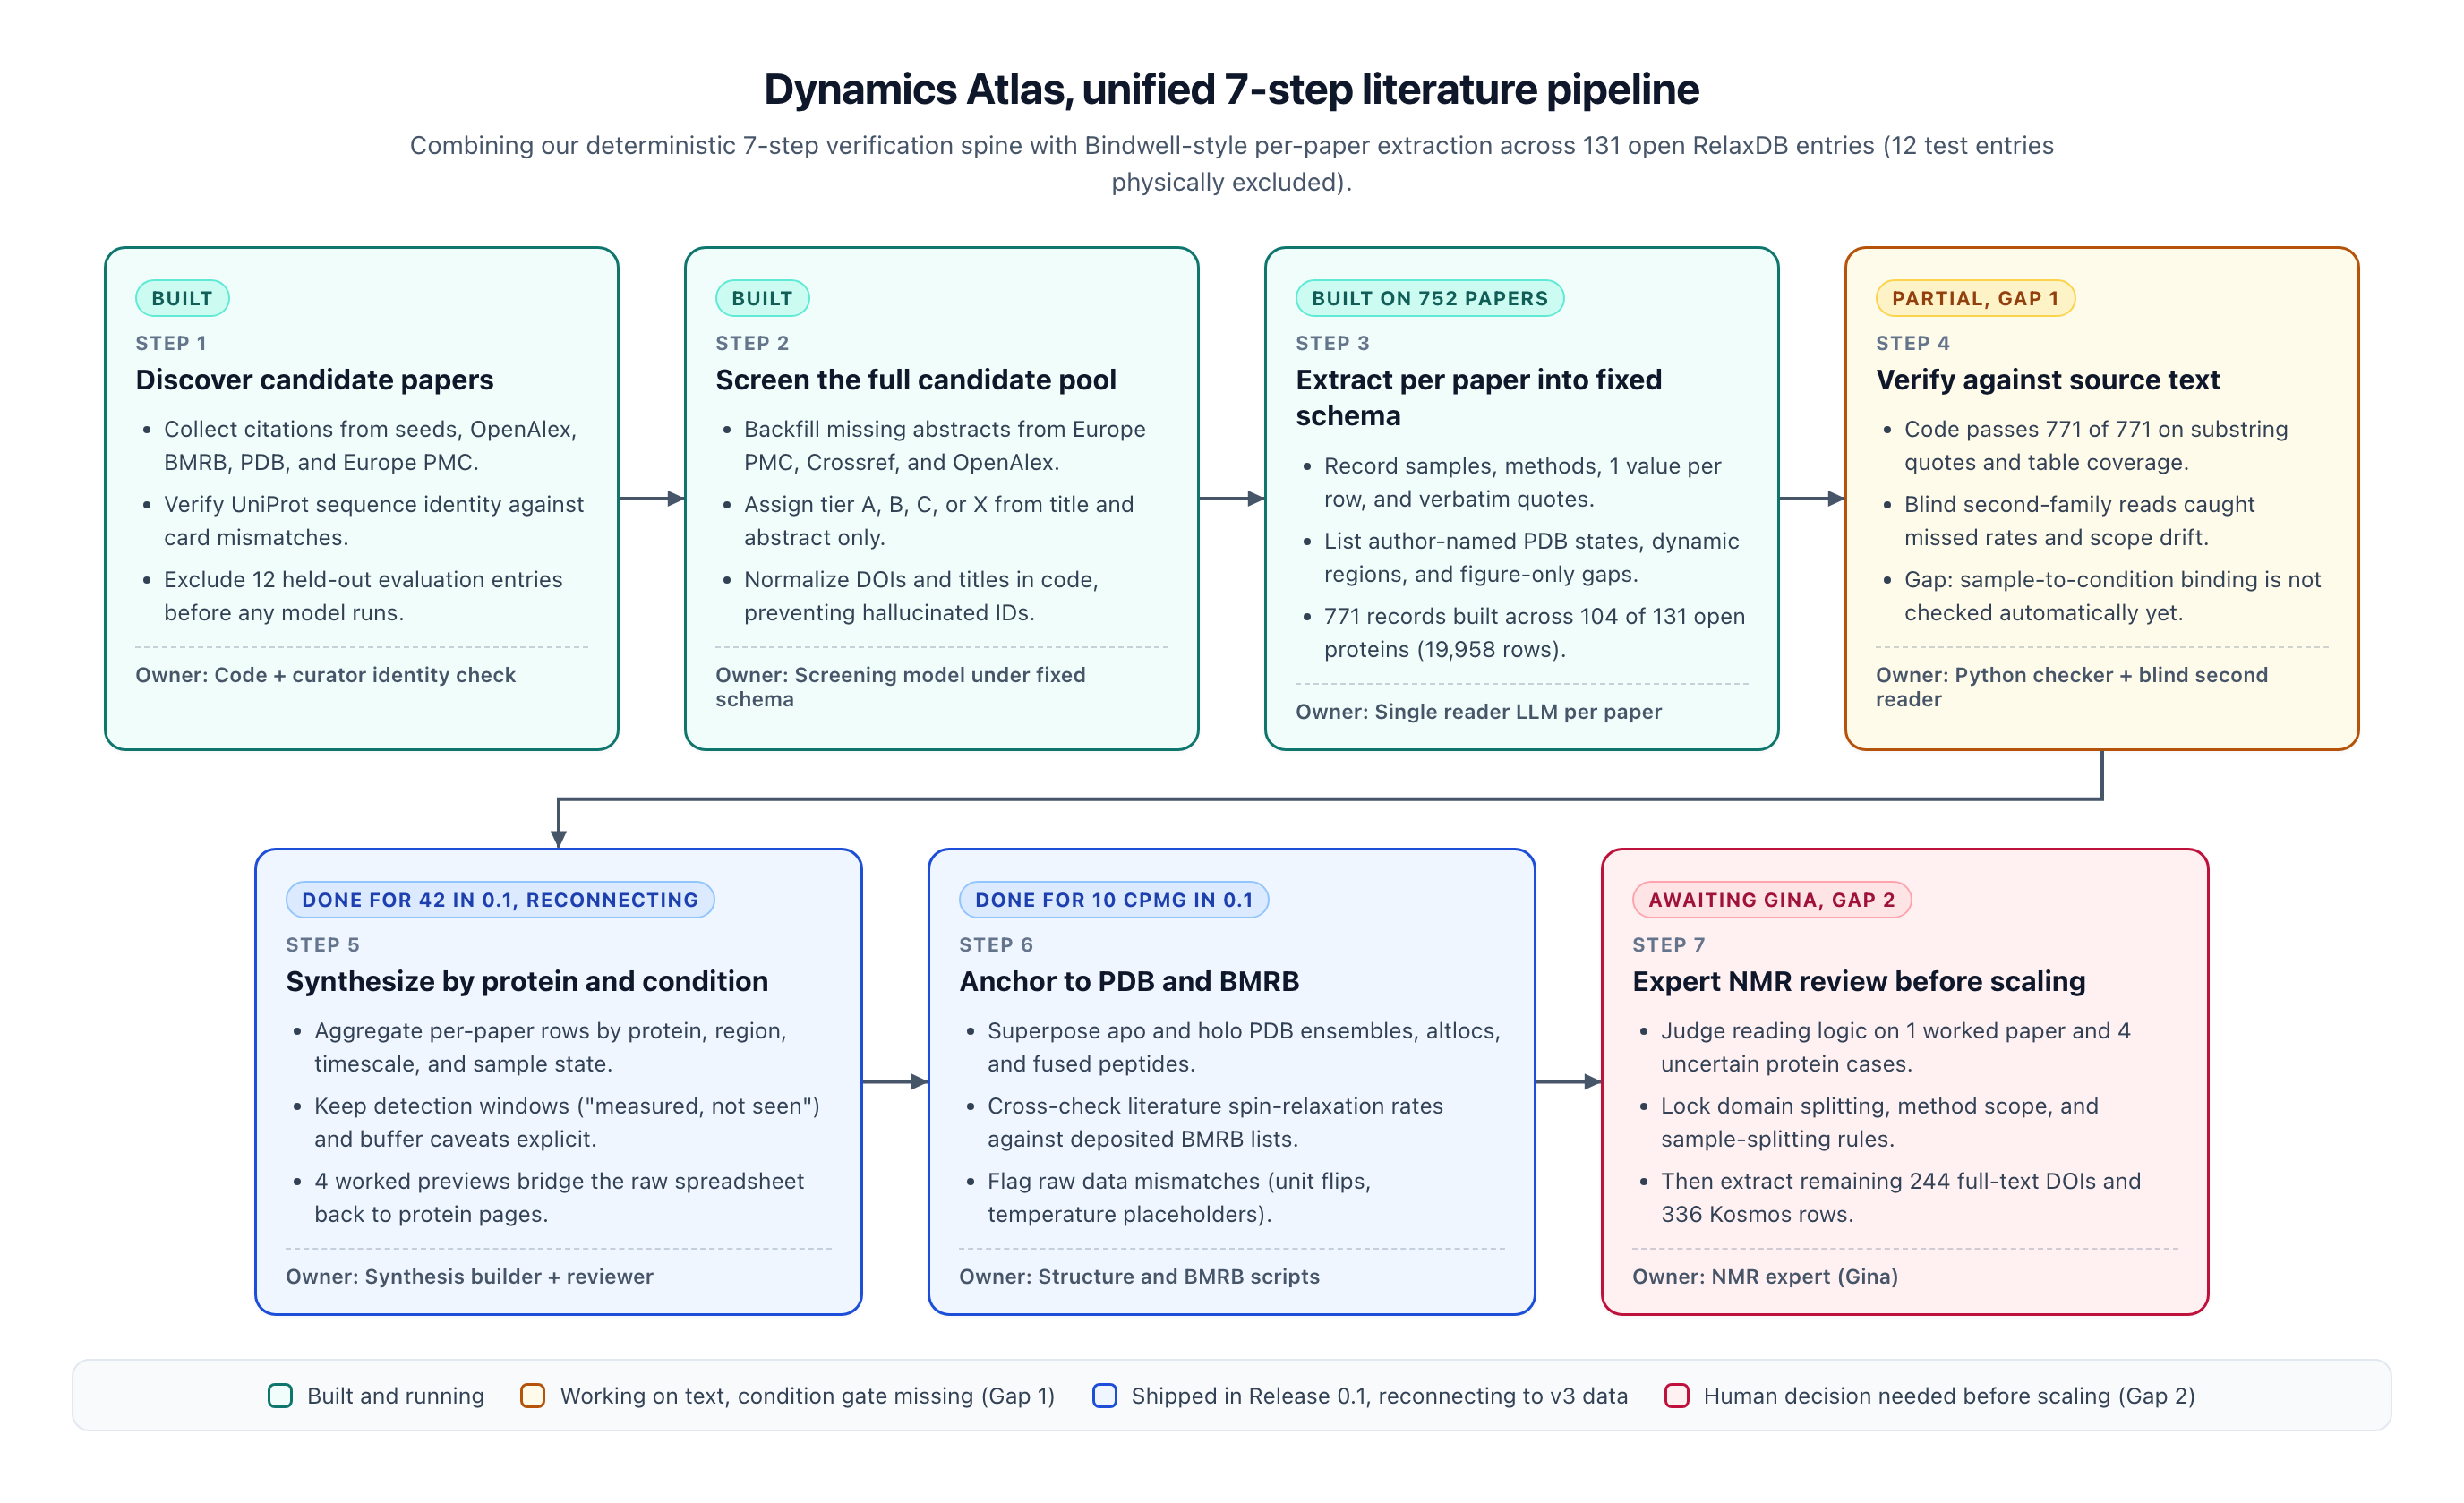 Dynamics Atlas, unified 7-step literature pipeline
Combining our deterministic 7-step verification spine with Bindwell-style per-paper extraction across 131 open RelaxDB entries (12 test entries
physically excluded).
BUILT
STEP 1
Discover candidate papers
• Collect citations from seeds, OpenAlex,
BMRB, PDB, and Europe PMC.
• Verify UniProt sequence identity against
card mismatches.
• Exclude 12 held-out evaluation entries
before any model runs.
Owner: Code + curator identity check
BUILT
STEP 2
Screen the full candidate pool
• Backfill missing abstracts from Europe
PMC, Crossref, and OpenAlex.
• Assign tier A, B, C, or X from title and
abstract only.
• Normalize DOIs and titles in code,
preventing hallucinated IDs.
Owner: Screening model under fixed
schema
BUILT ON 752 PAPERS
STEP 3
Extract per paper into fixed
schema
• Record samples, methods, 1 value per
row, and verbatim quotes.
• List author-named PDB states, dynamic
regions, and figure-only gaps.
• 771 records built across 104 of 131 open
proteins (19,958 rows).
Owner: Single reader LLM per paper
PARTIAL, GAP 1
STEP 4
Verify against source text
• Code passes 771 of 771 on substring
quotes and table coverage.
• Blind second-family reads caught
missed rates and scope drift.
• Gap: sample-to-condition binding is not
checked automatically yet.
Owner: Python checker + blind second
reader
DONE FOR 42 IN 0.1, RECONNECTING
STEP 5
Synthesize by protein and condition
• Aggregate per-paper rows by protein, region,
timescale, and sample state.
• Keep detection windows ("measured, not seen")
and buffer caveats explicit.
• 4 worked previews bridge the raw spreadsheet
back to protein pages.
Owner: Synthesis builder + reviewer
DONE FOR 10 CPMG IN 0.1
STEP 6
Anchor to PDB and BMRB
• Superpose apo and holo PDB ensembles, altlocs,
and fused peptides.
• Cross-check literature spin-relaxation rates
against deposited BMRB lists.
• Flag raw data mismatches (unit flips,
temperature placeholders).
Owner: Structure and BMRB scripts
AWAITING GINA, GAP 2
STEP 7
Expert NMR review before scaling
• Judge reading logic on 1 worked paper and 4
uncertain protein cases.
• Lock domain splitting, method scope, and
sample-splitting rules.
• Then extract remaining 244 full-text DOIs and
336 Kosmos rows.
Owner: NMR expert (Gina)
Built and running
Working on text, condition gate missing (Gap 1)
Shipped in Release 0.1, reconnecting to v3 data
Human decision needed before scaling (Gap 2)